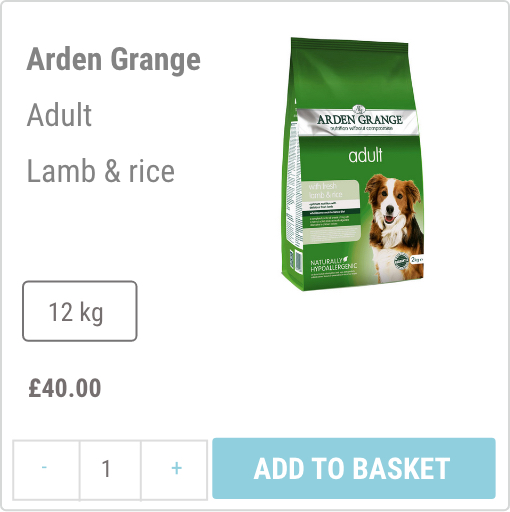 Arden Grange
Adult
Lamb & rice
ARDEN GRANGE
nutrition without compromise
adult
with fresh
lamb & rice
NATURALLY
HYPOALLERGENIC
2kg e
12 kg
£40.00
- 1 +
ADD TO BASKET